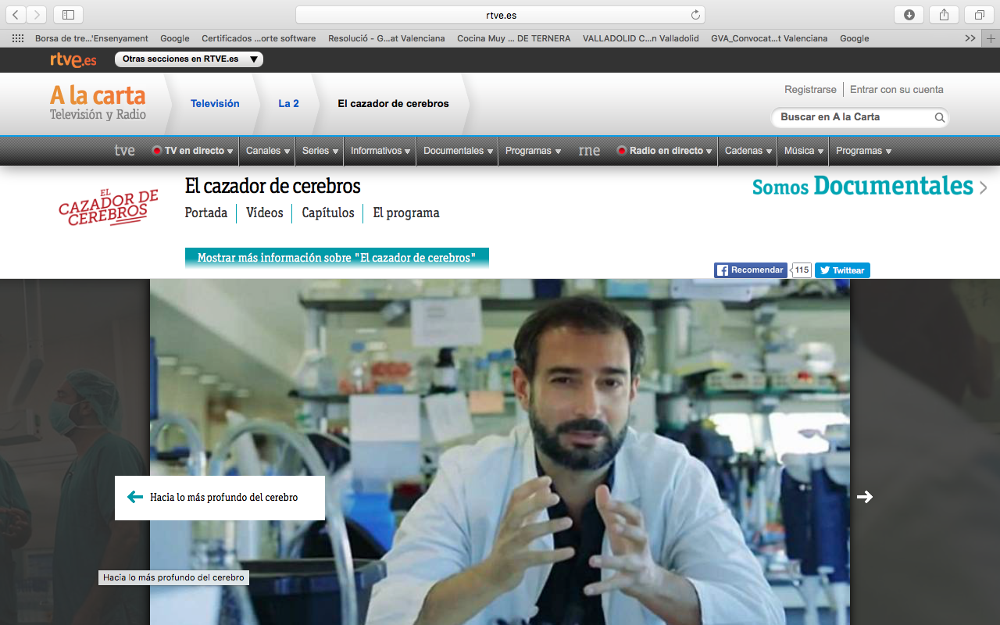 rtve.es
Borsa de tre...'Ensenyament Google Certificados ...orte software Resolució - G...at Valenciana Cocina Muy ... DE TERNERA VALLADOLID C...n Valladolid GVA_Convocat...t Valenciana Google
rtve.es Otras secciones en RTVE.es
A la carta
Televisión y Radio
Televisión La 2 El cazador de cerebros
Registrarse Entrar con su cuenta
Buscar en A la Carta
tve TV en directo Canales Series Informativos Documentales Programas rne Radio en directo Cadenas Música Programas
EL CAZADOR DE CEREBROS
El cazador de cerebros
Somos Documentales
Portada Vídeos Capítulos El programa
Mostrar más información sobre "El cazador de cerebros"
Recomendar 115 Twittear
Hacia lo más profundo del cerebro
Hacia lo más profundo del cerebro